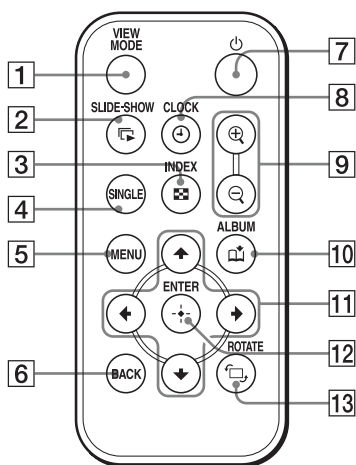 VIEW
MODE
1
7
SLIDE-SHOW CLOCK
2
8
3
INDEX
9
4
SINGLE
ALBUM
5
MENU
10
ENTER
11
12
ROTATE
6
BACK
13